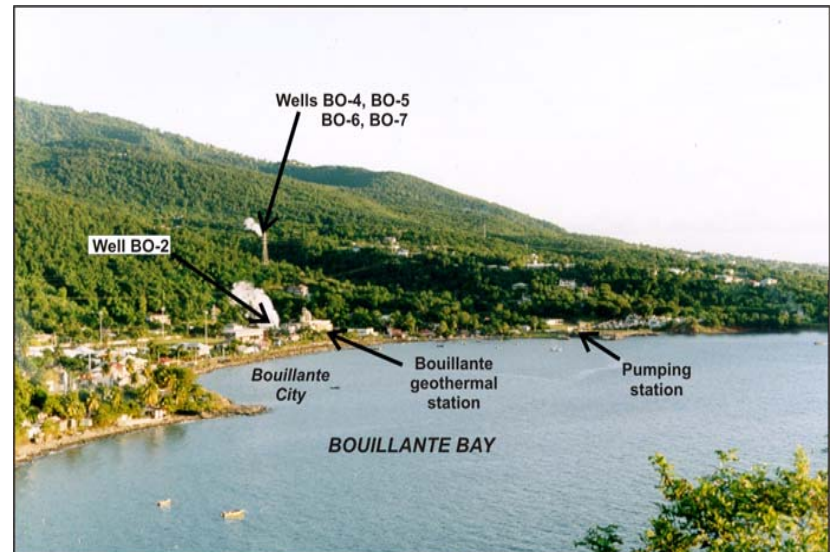 Wells BO-4, BO-5
BO-6, BO-7
Well BO-2
Bouillante
City
Bouillante
geothermal
station
Pumping
station
BOUILLANTE BAY